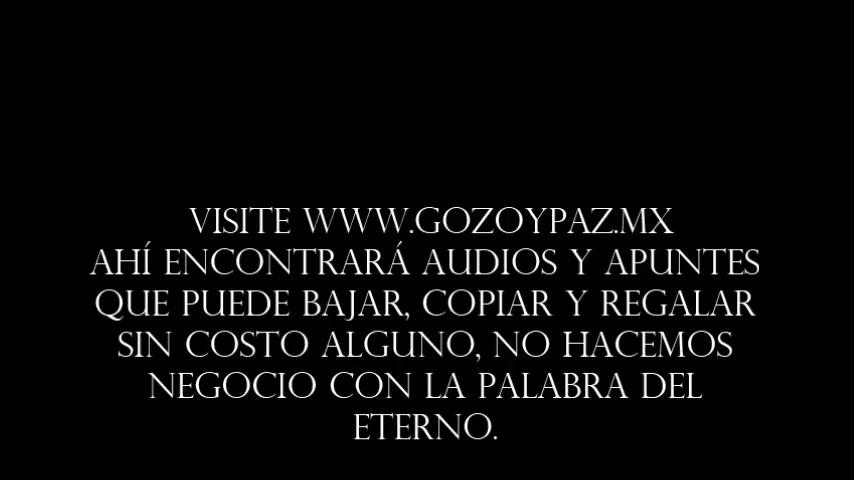 VISITE WWW.GOZOYPAZ.MX
AHÍ ENCONTRARÁ AUDIOS Y APUNTES
QUE PUEDE BAJAR, COPIAR Y REGALAR
SIN COSTO ALGUNO, NO HACEMOS
NEGOCIO CON LA PALABRA DEL
ETERNO.